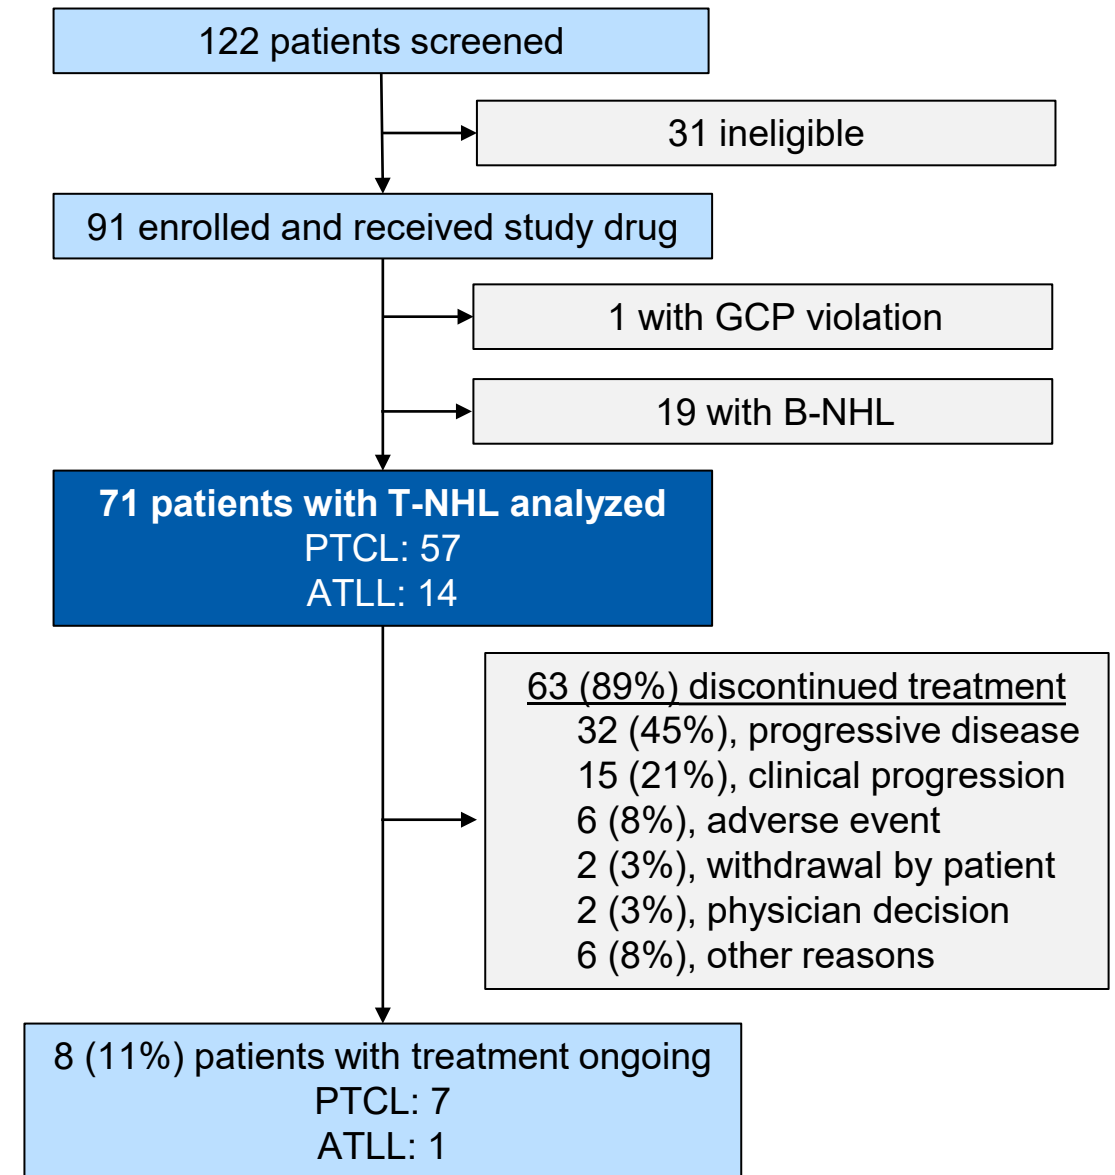 122 patients screened
31 ineligible
91 enrolled and received study drug
1 with GCP violation
19 with B-NHL
71 patients with T-NHL analyzed
PTCL: 57
ATLL: 14
63 (89%) discontinued treatment
32 (45%), progressive disease
15 (21%), clinical progression
6 (8%), adverse event
2 (3%), withdrawal by patient
2 (3%), physician decision
6 (8%), other reasons
8 (11%) patients with treatment ongoing
PTCL: 7
ATLL: 1